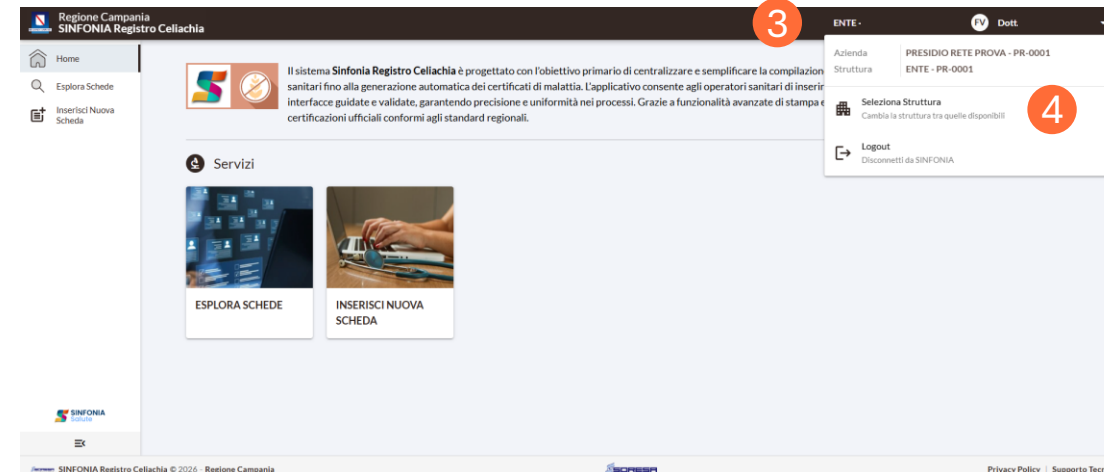 Regione Campania
SINFONIA Registro Celiachia
3
ENTE -
FV Dott.
Home
Esplora Schede
Inserisci Nuova
Scheda
Il sistema Sinfonia Registro Celiachia è progettato con l'obiettivo primario di centralizzare e semplificare la compilazion
sanitari fino alla generazione automatica dei certificati di malattia. L'applicativo consente agli operatori sanitari di inserir
interfacce guidate e validate, garantendo precisione e uniformità nei processi. Grazie a funzionalità avanzate di stampa e
certificazioni ufficiali conformi agli standard regionali.
Azienda PRESIDIO RETE PROVA - PR-0001
Struttura ENTE - PR-0001
Seleziona Struttura
Cambia la struttura tra quelle disponibili
4
Logout
Disconnetti da SINFONIA
Servizi
ESPLORA SCHEDE
INSERISCI NUOVA
SCHEDA
SINFONIA
Salute
SINFONIA Registro Celiachia © 2026 - Regione Campania
SORESA
Privacy Policy | Supporto Tecn